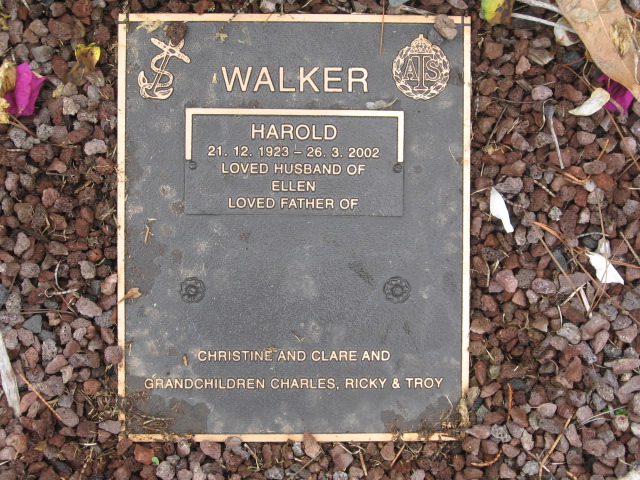 WALKER
ATS
HAROLD
21. 12. 1923 – 26. 3. 2002
LOVED HUSBAND OF
ELLEN
LOVED FATHER OF
CHRISTINE AND CLARE AND
GRANDCHILDREN CHARLES, RICKY & TROY